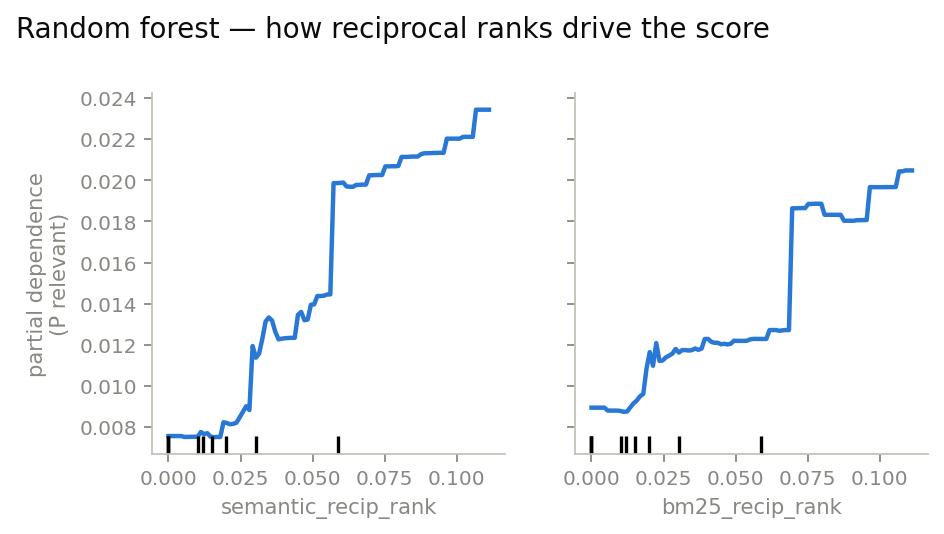 Random forest — how reciprocal ranks drive the score
partial dependence
(P relevant)
0.024
0.022
0.020
0.018
0.016
0.014
0.012
0.010
0.008
0.000 0.025 0.050 0.075 0.100
semantic_recip_rank
0.000 0.025 0.050 0.075 0.100
bm25_recip_rank